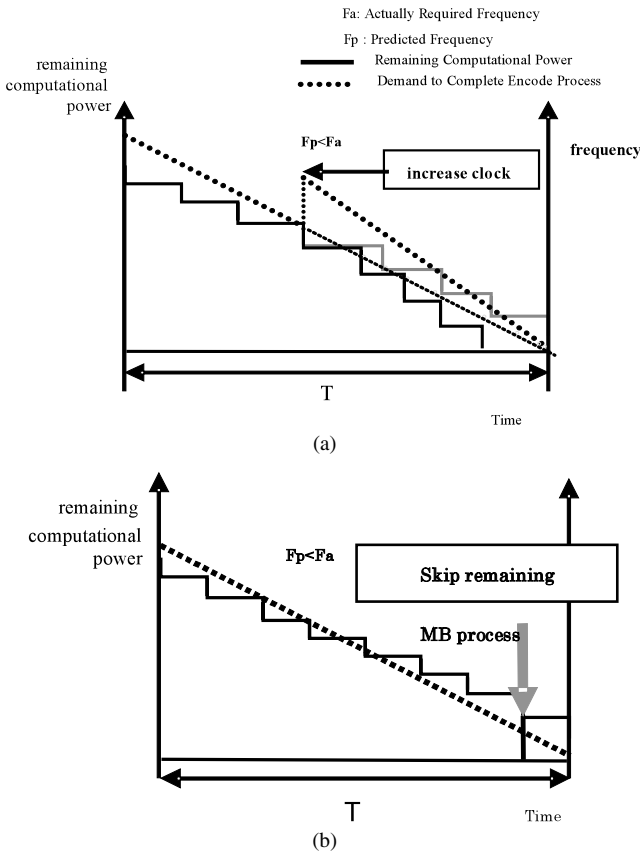 Fa: Actually Required Frequency
Fp : Predicted Frequency
Remaining Computational Power
Demand to Complete Encode Process
remaining
computational
power
Fp<Fa
increase clock
frequency
T
Time
(a)
remaining
computational
power
Fp<Fa
Skip remaining
MB process
T
Time
(b)